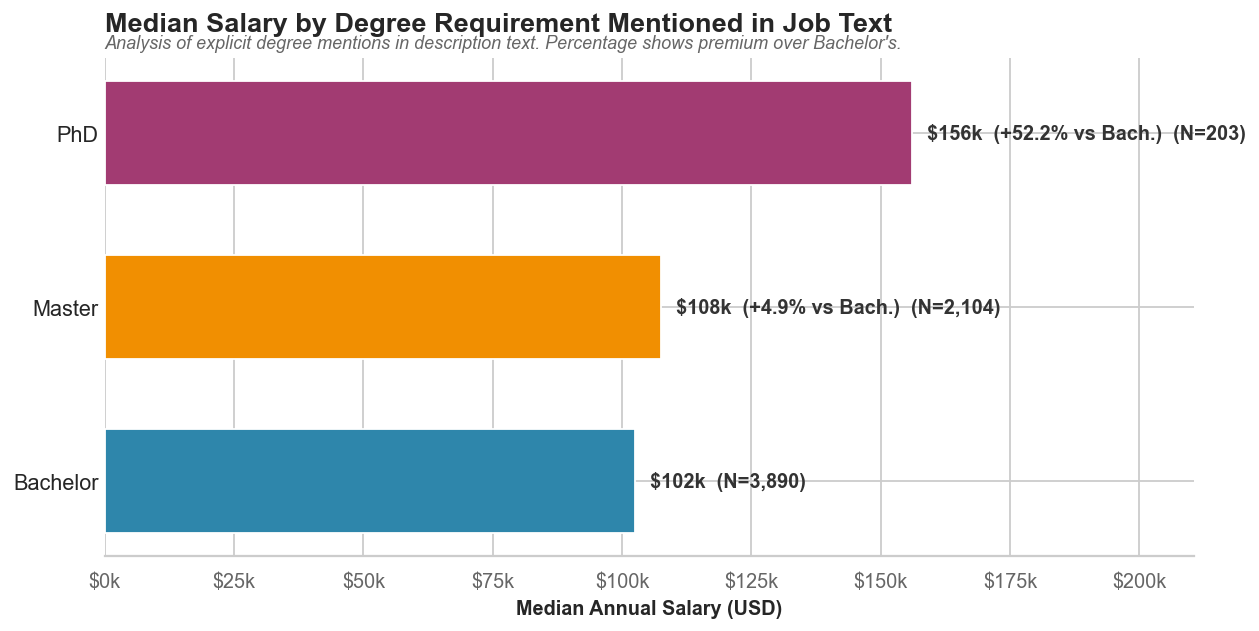 Median Salary by Degree Requirement Mentioned in Job Text
Analysis of explicit degree mentions in description text. Percentage shows premium over Bachelor's.
PhD
$156k (+52.2% vs Bach.) (N=203)
Master
$108k (+4.9% vs Bach.) (N=2,104)
Bachelor
$102k (N=3,890)
$0k $25k $50k $75k $100k $125k $150k $175k $200k
Median Annual Salary (USD)